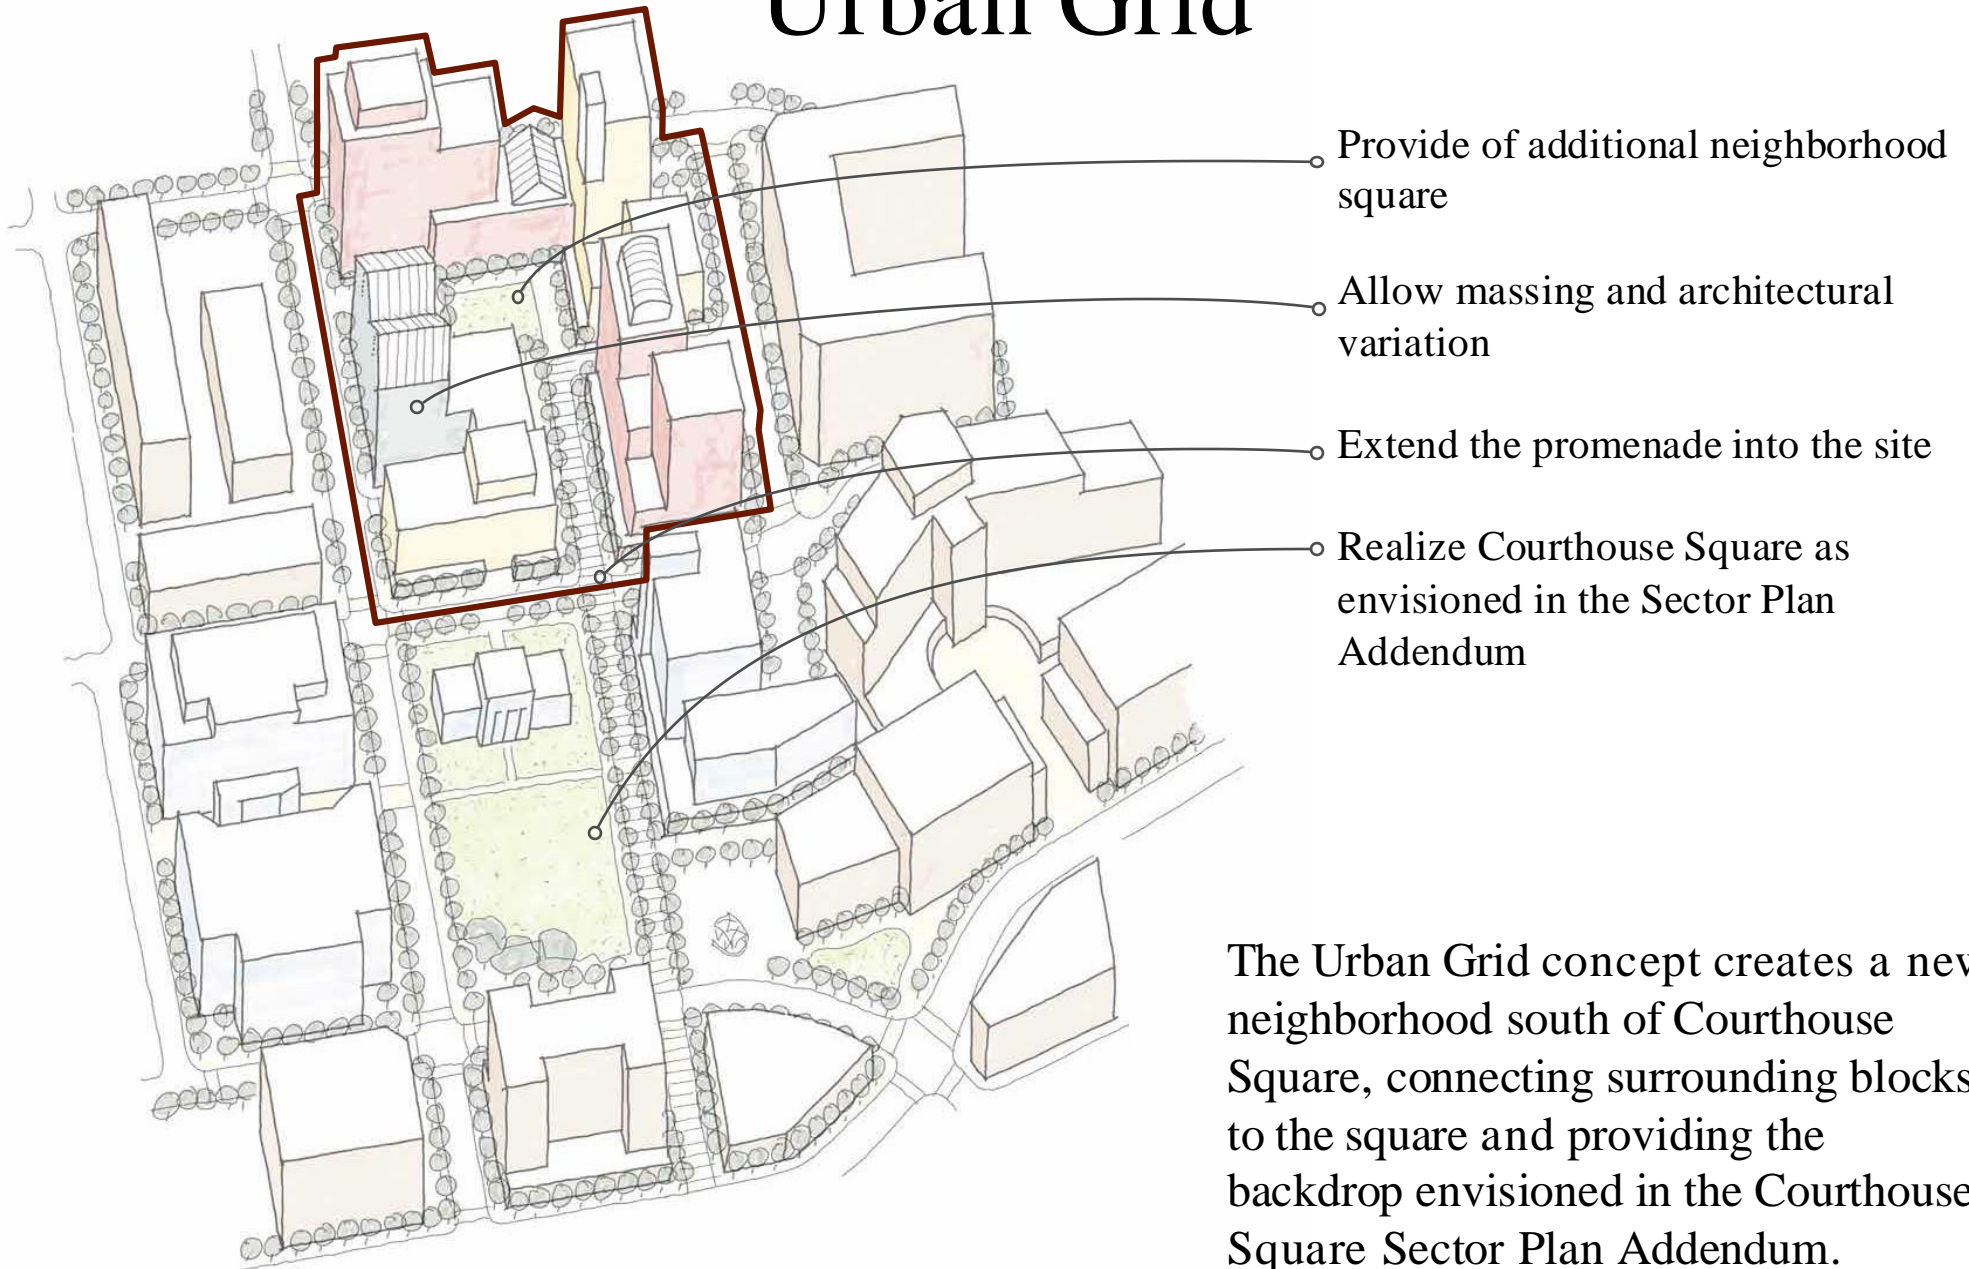 Urban Grid
Provide of additional neighborhood
square
Allow massing and architectural
variation
Extend the promenade into the site
Realize Courthouse Square as
envisioned in the Sector Plan
Addendum
The Urban Grid concept creates a new
neighborhood south of Courthouse
Square, connecting surrounding blocks
to the square and providing the
backdrop envisioned in the Courthouse
Square Sector Plan Addendum.